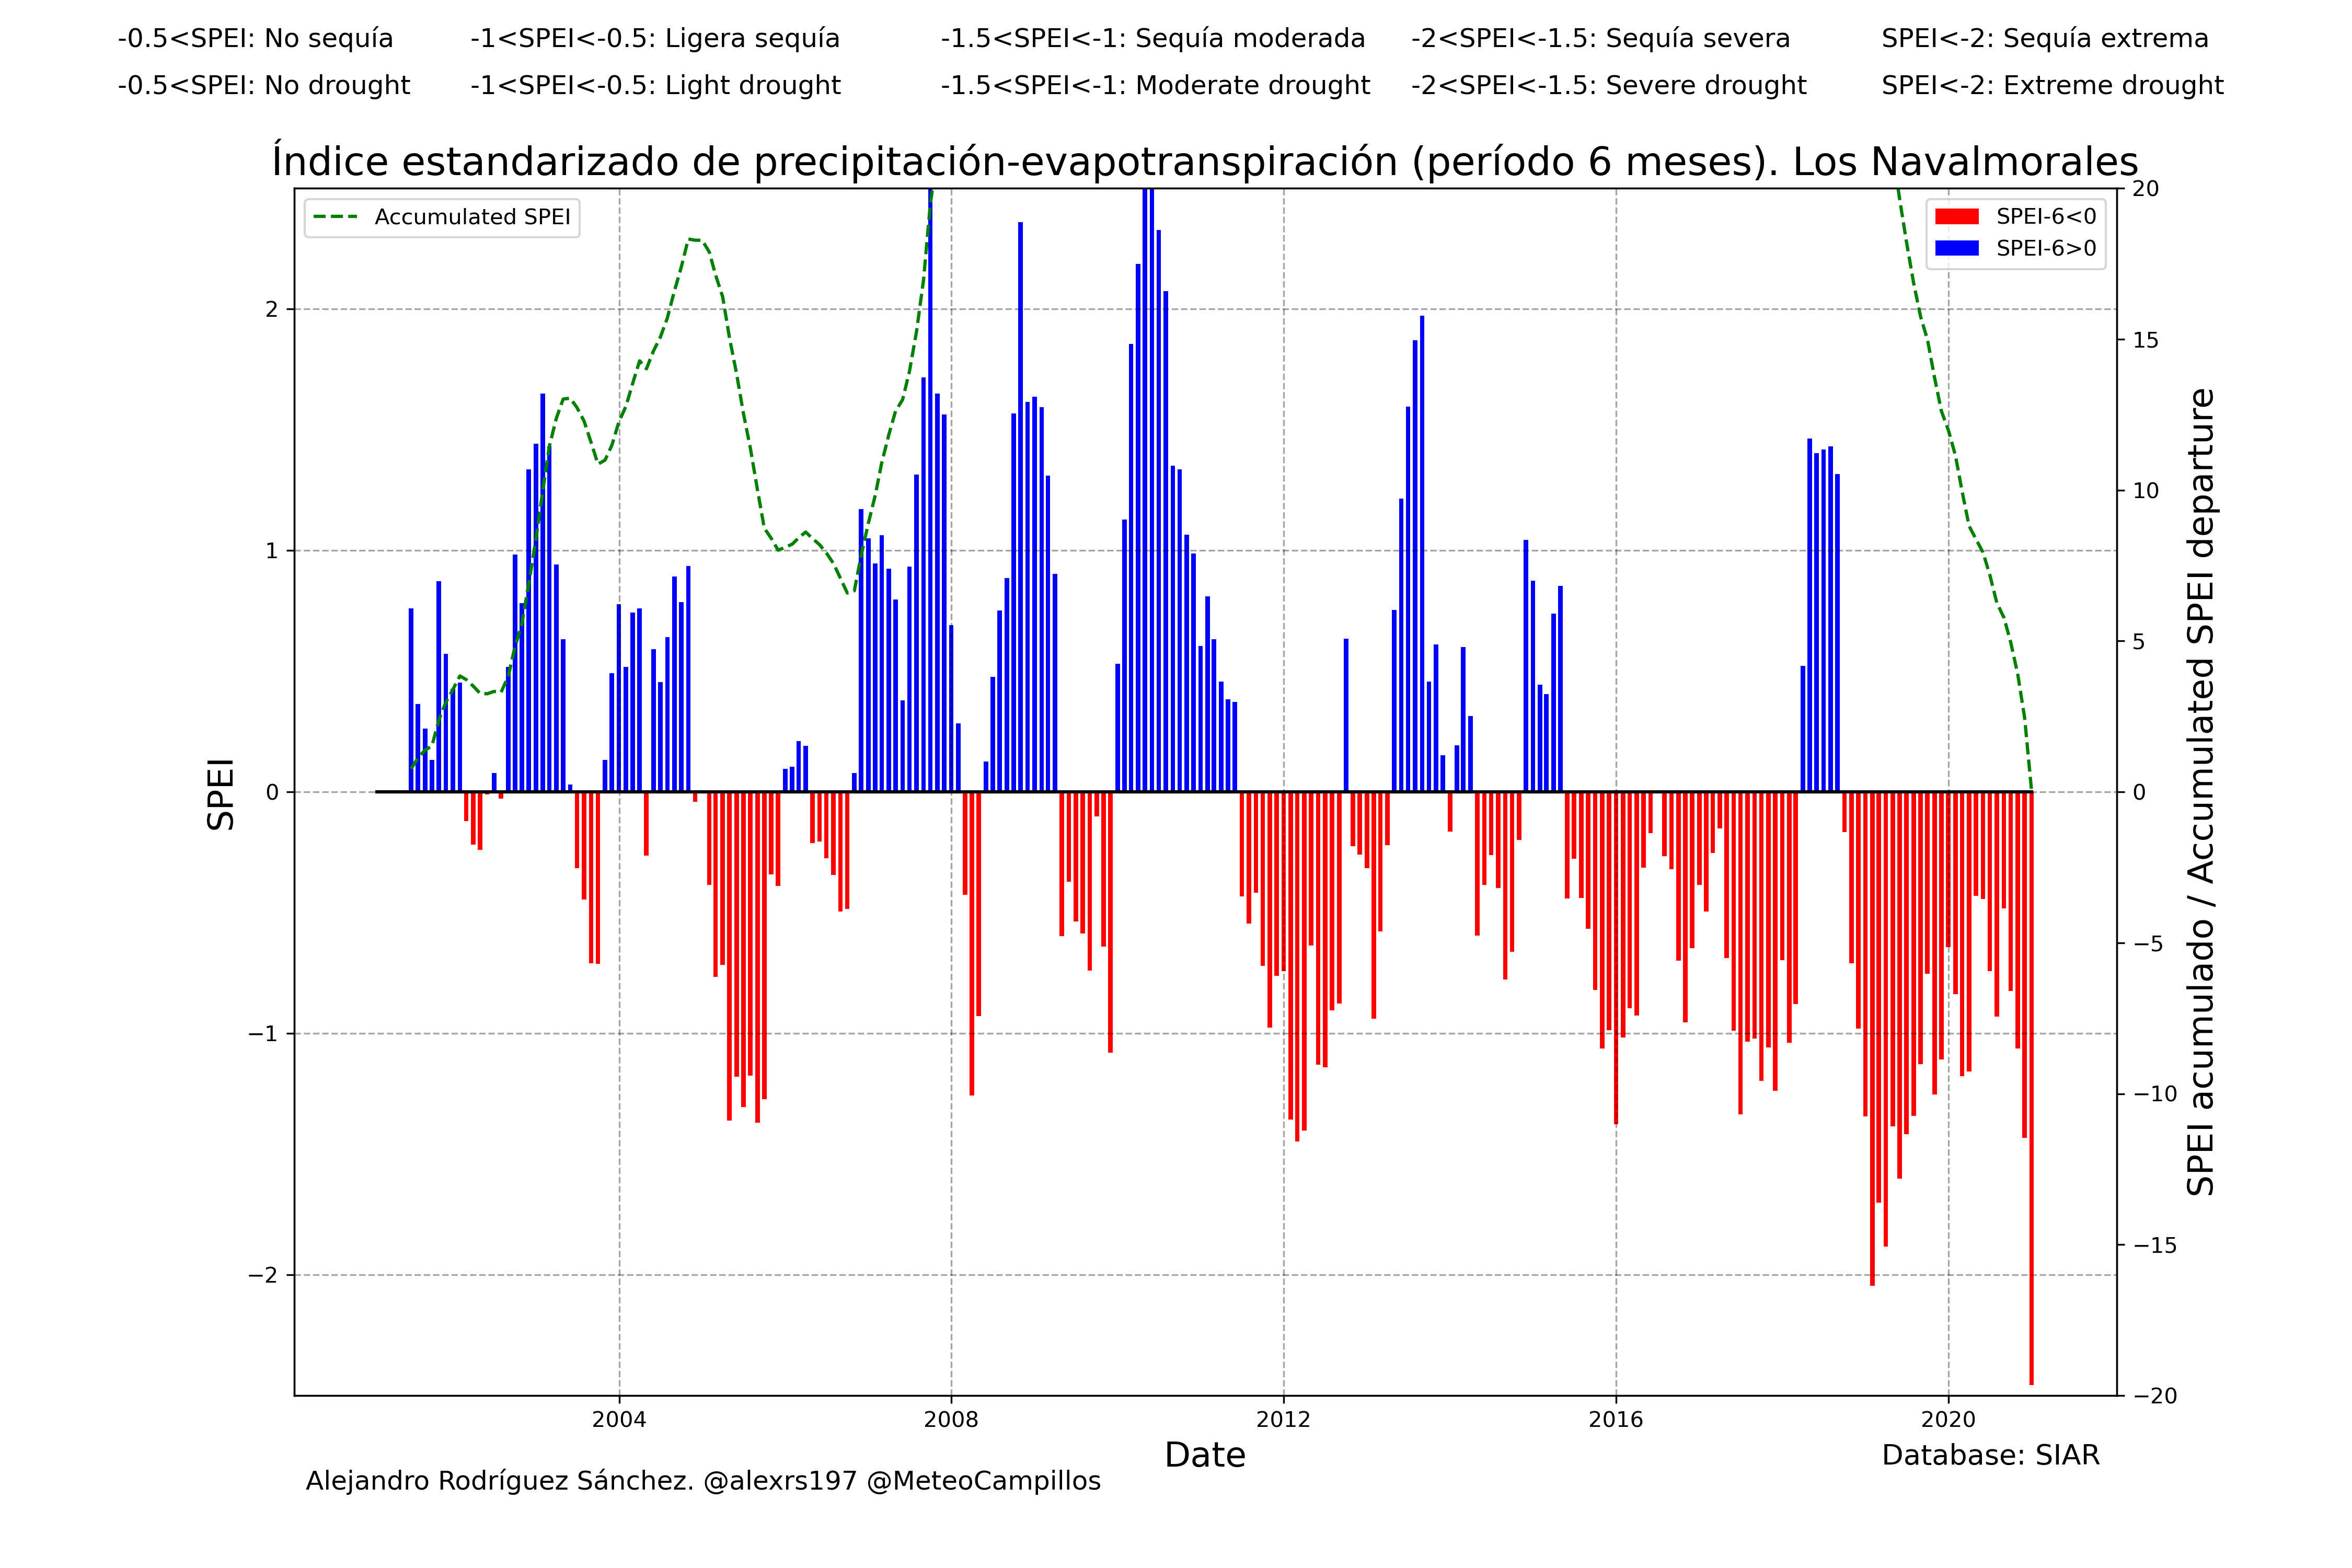 -0.5<SPEI: No sequía -1<SPEI<-0.5: Ligera sequía -1.5<SPEI<-1: Sequía moderada -2<SPEI<-1.5: Sequía severa SPEI<-2: Sequía extrema
-0.5<SPEI: No drought -1<SPEI<-0.5: Light drought -1.5<SPEI<-1: Moderate drought -2<SPEI<-1.5: Severe drought SPEI<-2: Extreme drought
Índice estandarizado de precipitación-evapotranspiración (período 6 meses). Los Navalmorales
Accumulated SPEI
SPEI-6<0
SPEI-6>0
SPEI
2
1
0
−1
−2
20
15
10
5
0
−5
−10
−15
−20
SPEI acumulado / Accumulated SPEI departure
2004 2008 2012 2016 2020
Date
Database: SIAR
Alejandro Rodríguez Sánchez. @alexrs197 @MeteoCampillos